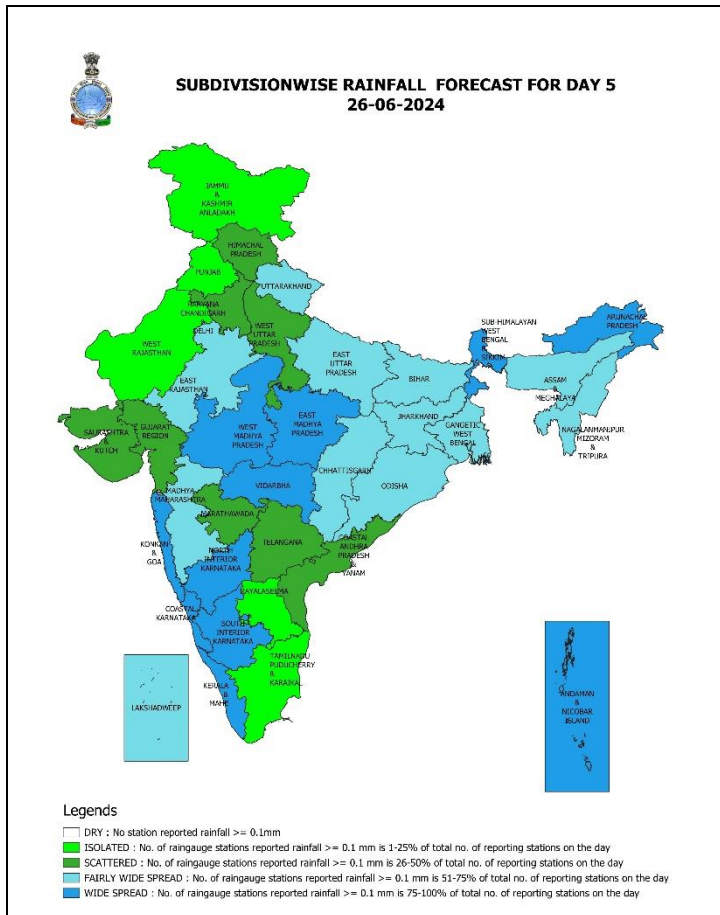 SUBDIVISIONWISE RAINFALL FORECAST FOR DAY 5
26-06-2024
JAMMU
&
KASHMIR
ANLADAKH
HIMACHAL
PRADESH
PUNJAB
UTTARAKHAND
HARYANA
CHANDIGARH
&
DELHI
WEST
UTTAR
PRADESH
WEST
RAJASTHAN
EAST
RAJASTHAN
EAST
UTTAR
PRADESH
BIHAR
SUB-HIMALAYAN
WEST
BENGAL
&
SIKKIM
ARUNACHAL
PRADESH
ASSAM
&
MEGHALAYA
NAGALANMANIPUR
MIZORAM
&
TRIPURA
SAURASHTRA
&
KUTCH
GUJARAT
REGION
WEST
MADHYA
PRADESH
EAST
MADHYA
PRADESH
JHARKHAND
GANGETIC
WEST
BENGAL
CHHATTISGARH
ODISHA
MADHYA
MAHARASHTRA
VIDARBHA
MARATHAWADA
KONKAN
&
GOA
TELANGANA
COASTAL
ANDHRA
PRADESH
&
YANAM
NORTH
INTERIOR
KARNATAKA
RAYALASEEMA
COASTAL
KARNATAKA
SOUTH
INTERIOR
KARNATAKA
TAMILNADU
PUDUCHERRY
&
KARAIKAL
KERALA
&
MAHE
LAKSHADWEEP
ANDAMAN
&
NICOBAR
ISLAND
Legends
DRY : No station reported rainfall >= 0.1mm
ISOLATED : No. of raingauge stations reported rainfall >= 0.1 mm is 1-25% of total no. of reporting stations on the day
SCATTERED : No. of raingauge stations reported rainfall >= 0.1 mm is 26-50% of total no. of reporting stations on the day
FAIRLY WIDE SPREAD : No. of raingauge stations reported rainfall >= 0.1 mm is 51-75% of total no. of reporting stations on the day
WIDE SPREAD : No. of raingauge stations reported rainfall >= 0.1 mm is 75-100% of total no. of reporting stations on the day